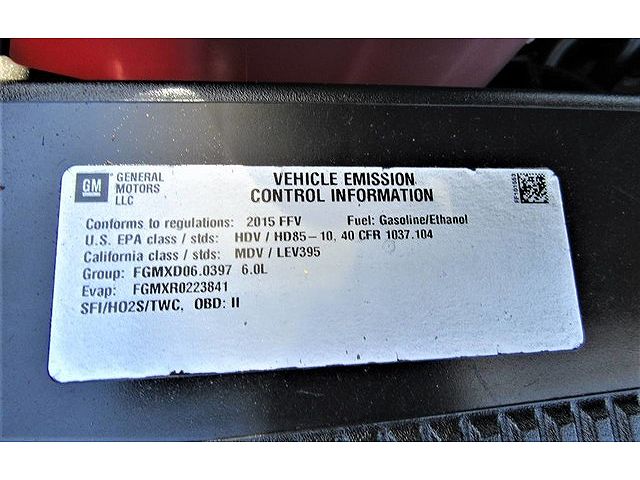 GM
GENERAL
MOTORS
LLC
VEHICLE EMISSION
CONTROL INFORMATION
Conforms to regulations: 2015 FFV Fuel: Gasoline/Ethanol
U.S. EPA class / stds: HDV / HD85-10, 40 CFR 1037.104
California class / stds: MDV / LEV395
Group: FGMXD06.0397 6.0L
Evap: FGMXR0223841
SFI/HO2S/TWC, OBD: II